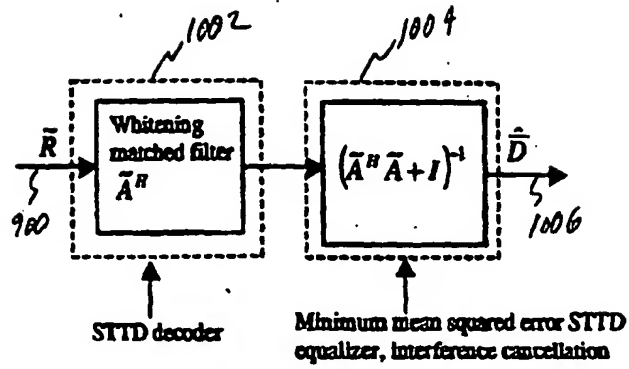 1002
1004
Whitening
matched filter
Ã^H
R̃
(Ã^H Ã + I)^-1
D̃̂
900
1006
STTD decoder
Minimum mean squared error STTD
equalizer, interference cancellation